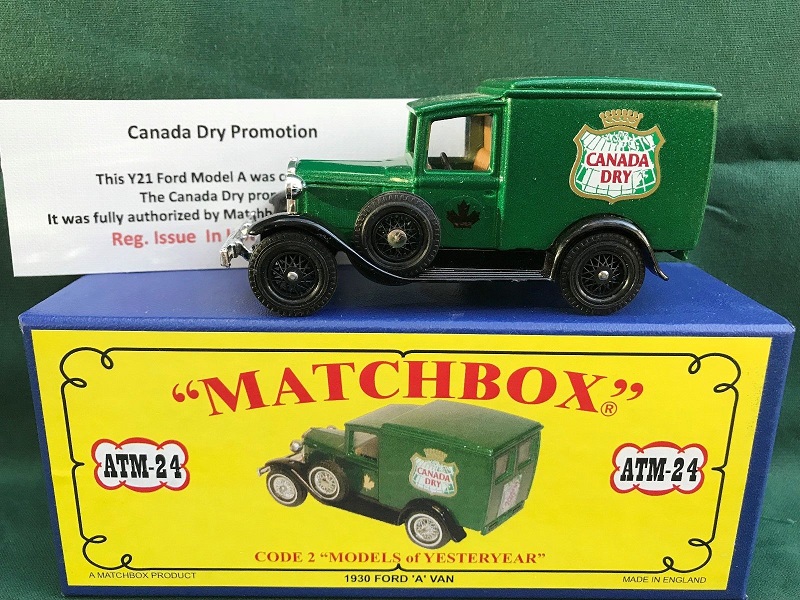 Canada Dry Promotion
This Y21 Ford Model A was
The Canada Dry
It was fully authorized by
Reg. Issue In
CANADA
DRY
"MATCHBOX"®
ATM-24
ATM-24
CANADA
DRY
CODE 2 "MODELS of YESTERYEAR"
A MATCHBOX PRODUCT
1930 FORD 'A' VAN
MADE IN ENGLAND